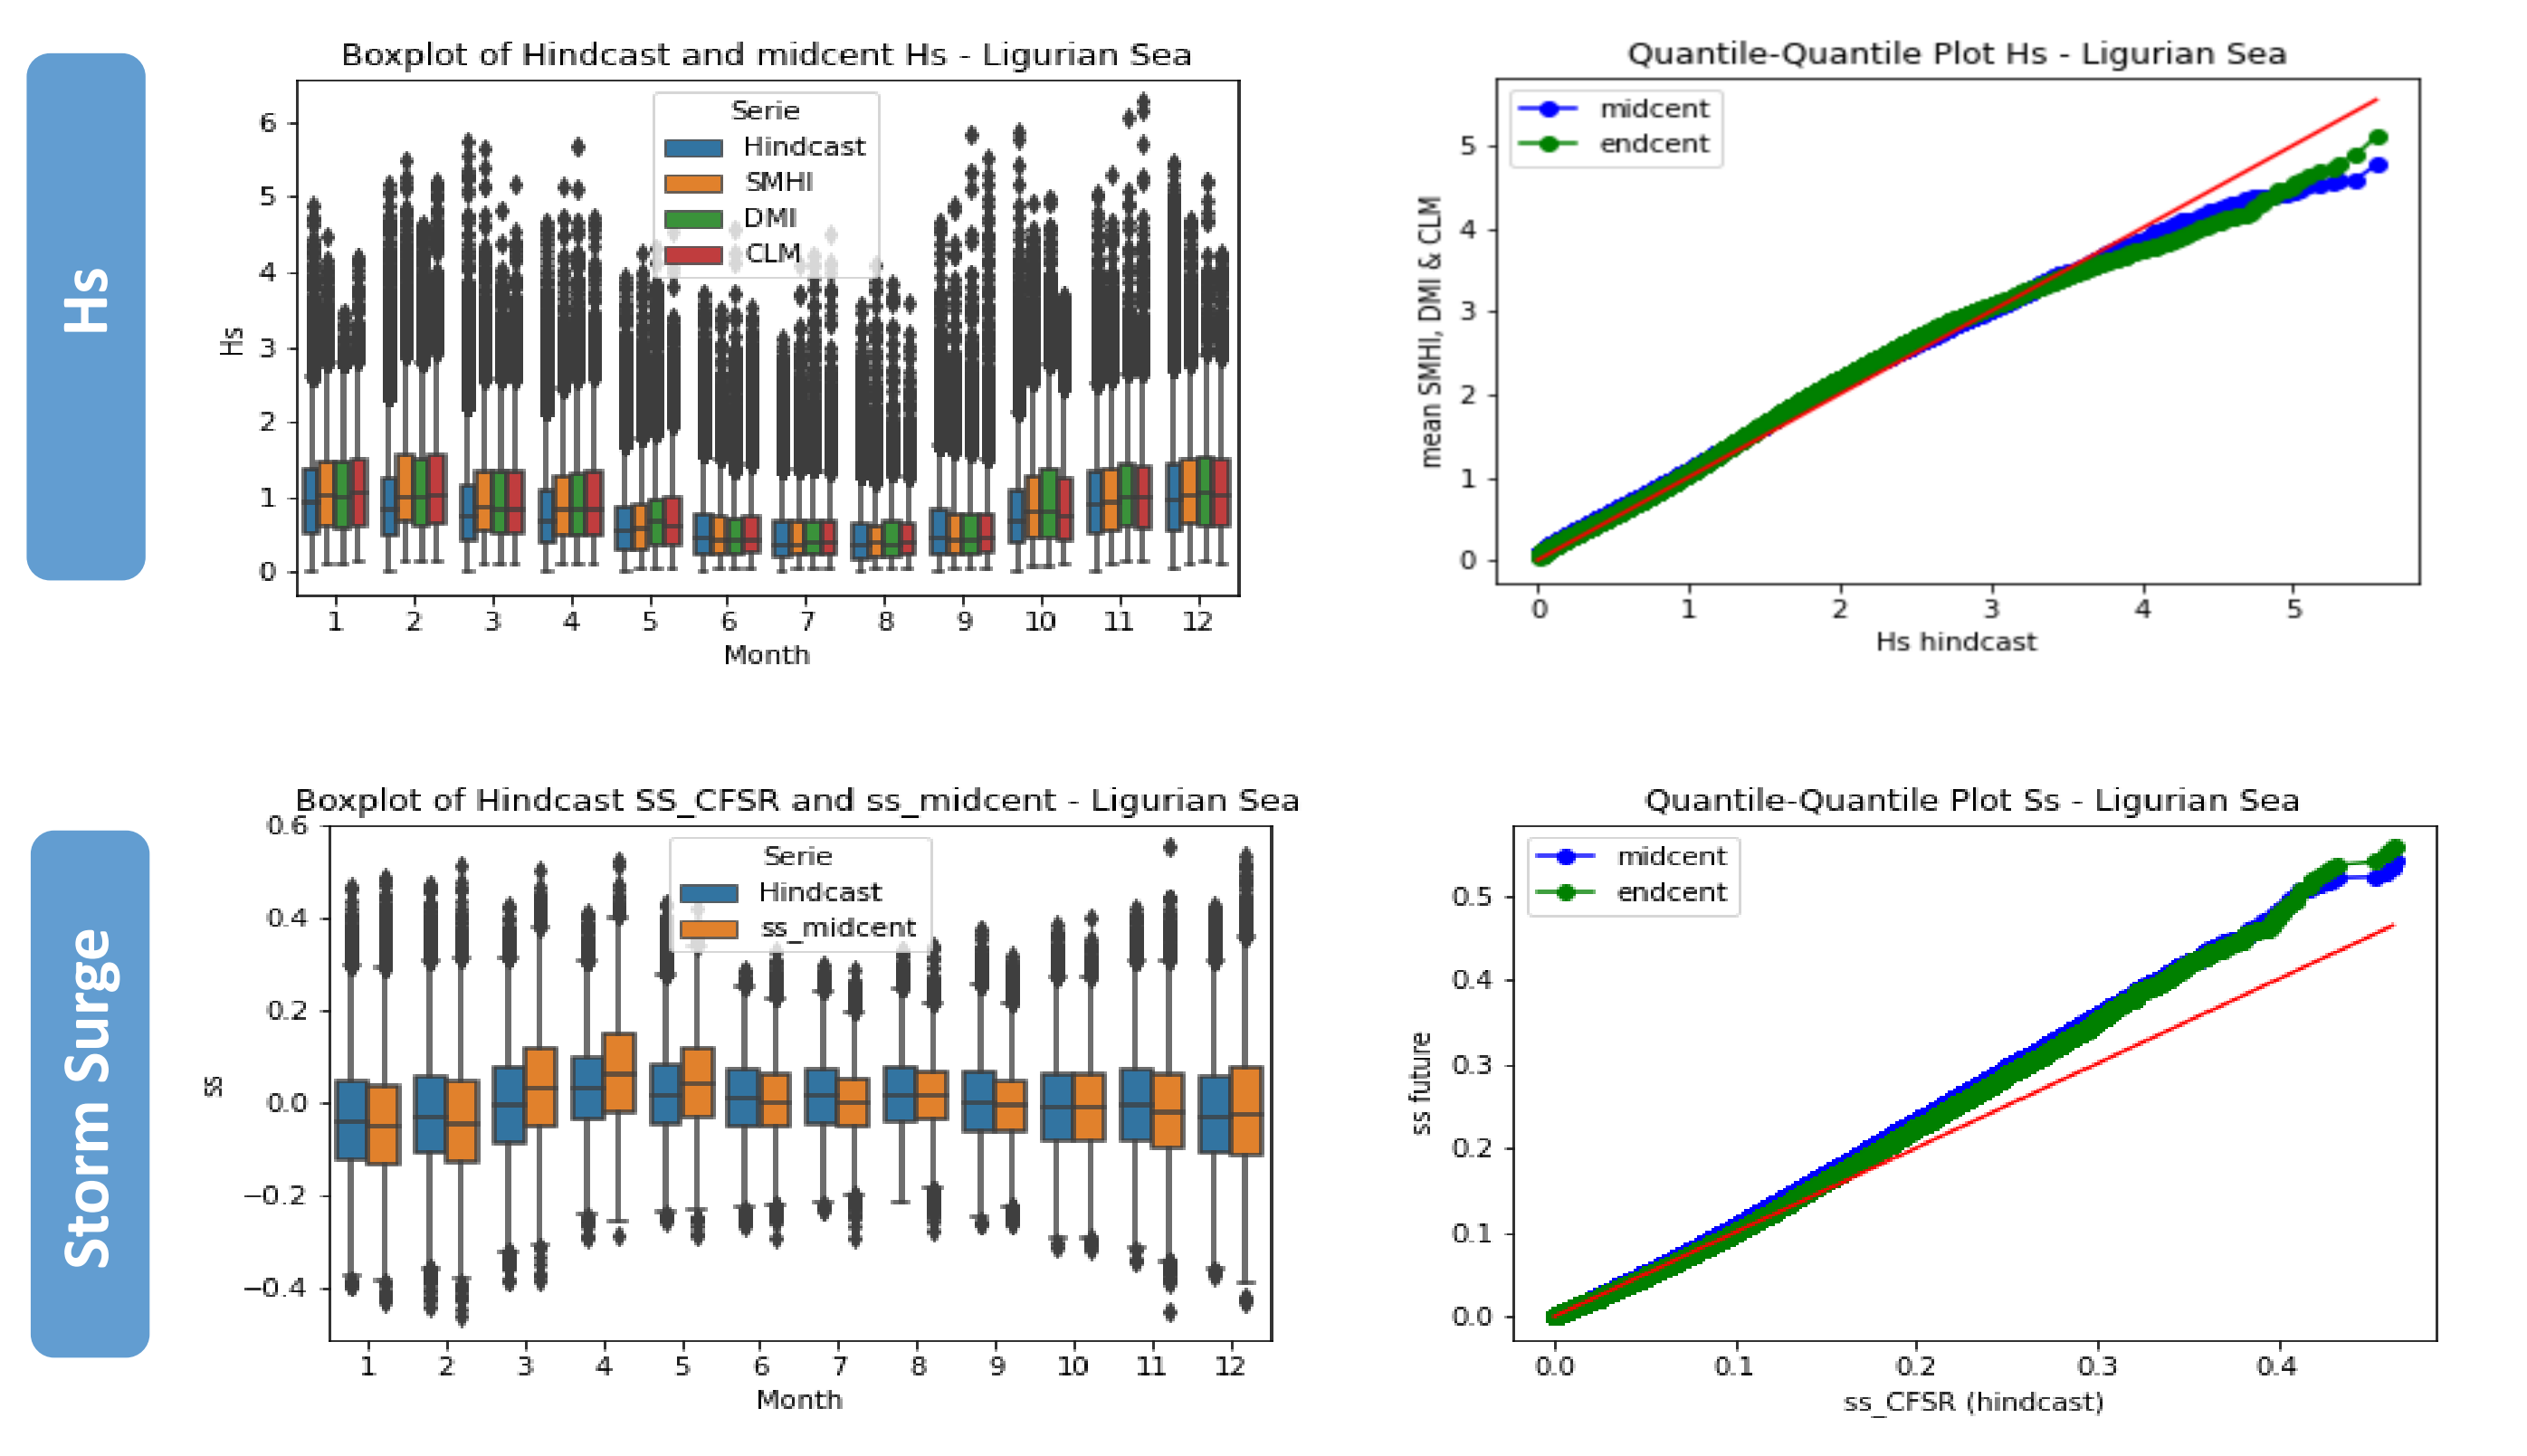 Hs
Boxplot of Hindcast and midcent Hs - Ligurian Sea
Serie
Hindcast
SMHI
DMI
CLM
Hs
6
5
4
3
2
1
0
1 2 3 4 5 6 7 8 9 10 11 12
Month
Quantile-Quantile Plot Hs - Ligurian Sea
midcent
endcent
mean SMHI, DMI & CLM
5
4
3
2
1
0
0 1 2 3 4 5
Hs hindcast
Storm Surge
Boxplot of Hindcast SS_CFSR and ss_midcent - Ligurian Sea
Serie
Hindcast
ss_midcent
ss
0.6
0.4
0.2
0.0
−0.2
−0.4
1 2 3 4 5 6 7 8 9 10 11 12
Month
Quantile-Quantile Plot Ss - Ligurian Sea
midcent
endcent
ss future
0.5
0.4
0.3
0.2
0.1
0.0
0.0 0.1 0.2 0.3 0.4
ss_CFSR (hindcast)